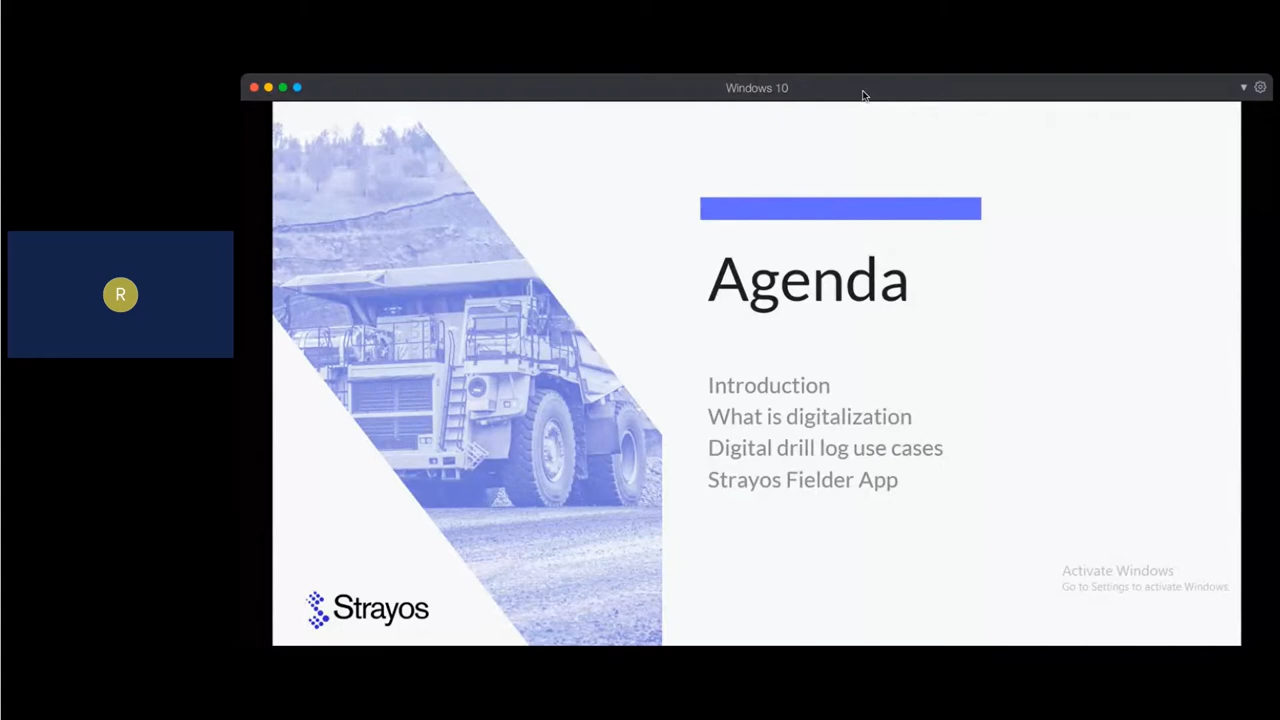 Windows 10
R
Agenda
Introduction
What is digitalization
Digital drill log use cases
Strayos Fielder App
Activate Windows
Go to Settings to activate Windows.
Strayos